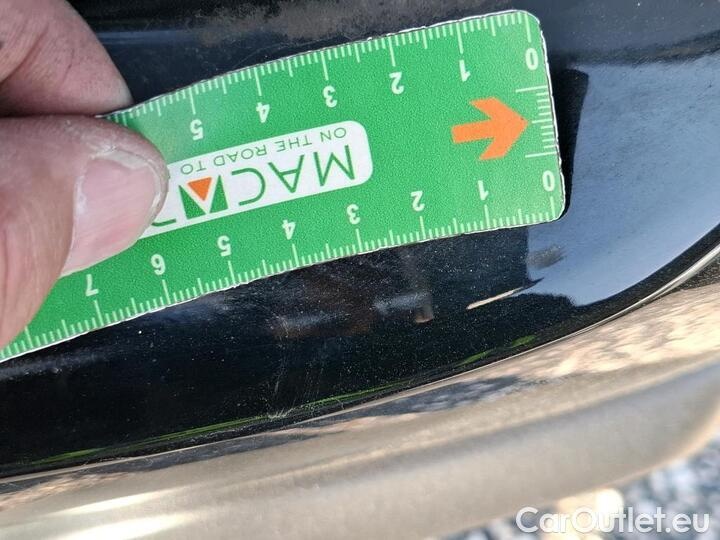 0 1 2 3 4 5
MACA
ON THE ROAD TO
0 1 2 3 4 5 6 7
CarOutlet.eu